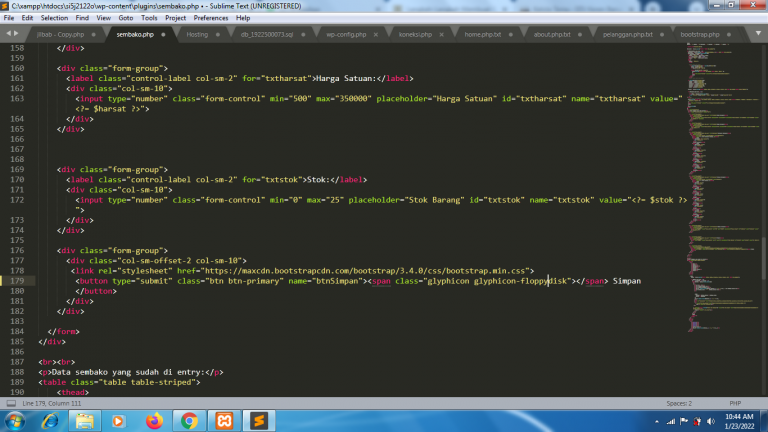 C:\xampp\htdocs\si5j2122o\wp-content\plugins\sembako.php • - Sublime Text (UNREGISTERED)
File Edit Selection Find View Goto Tools Project Preferences Help
jilbab -- Copy.php sembako.php Hosting db_1922500073.sql wp-config.php koneksi.php home.php.txt about.php.txt pelanggan.php.txt bootstrap.php
158 </div>
159
160 <div class="form-group">
161 <label class="control-label col-sm-2" for="txtharsat">Harga Satuan:</label>
162 <div class="col-sm-10">
163 <input type="number" class="form-control" min="500" max="350000" placeholder="Harga Satuan" id="txtharsat" name="txtharsat" value="
<?= $harsat ?>">
164 </div>
165 </div>
166
167
168
169 <div class="form-group">
170 <label class="control-label col-sm-2" for="txtstok">Stok:</label>
171 <div class="col-sm-10">
172 <input type="number" class="form-control" min="0" max="25" placeholder="Stok Barang" id="txtstok" name="txtstok" value="<?= $stok ?>
">
173 </div>
174 </div>
175
176 <div class="form-group">
177 <div class="col-sm-offset-2 col-sm-10">
178 <link rel="stylesheet" href="https://maxcdn.bootstrapcdn.com/bootstrap/3.4.0/css/bootstrap.min.css">
179 <button type="submit" class="btn btn-primary" name="btnSimpan"><span class="glyphicon glyphicon-floppydisk"></span> Simpan
180 </button>
181 </div>
182 </div>
183
184 </form>
185 </div>
186
187 <br><br>
188 <p>Data sembako yang sudah di entry:</p>
189 <table class="table table-striped">
190 <thead>
Line 179, Column 111 Spaces: 2 PHP
10:44 AM
1/23/2022